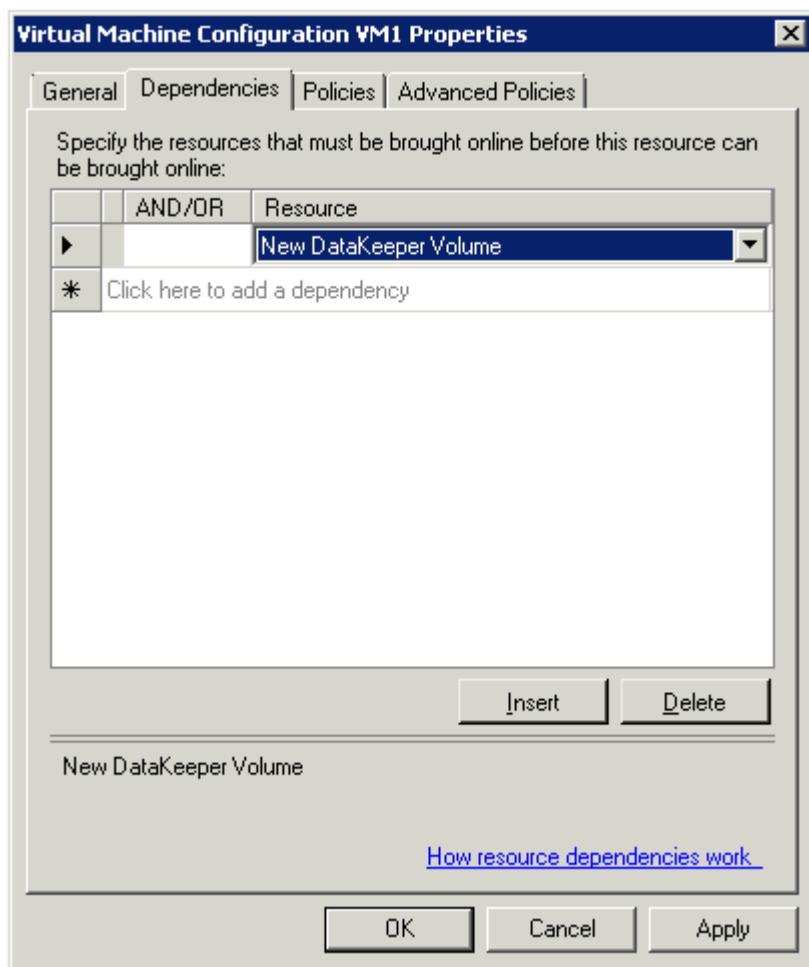 Virtual Machine Configuration VM1 Properties
General Dependencies Policies Advanced Policies
Specify the resources that must be brought online before this resource can
be brought online:
AND/OR Resource
New DataKeeper Volume
Click here to add a dependency
Insert Delete
New DataKeeper Volume
How resource dependencies work
OK Cancel Apply